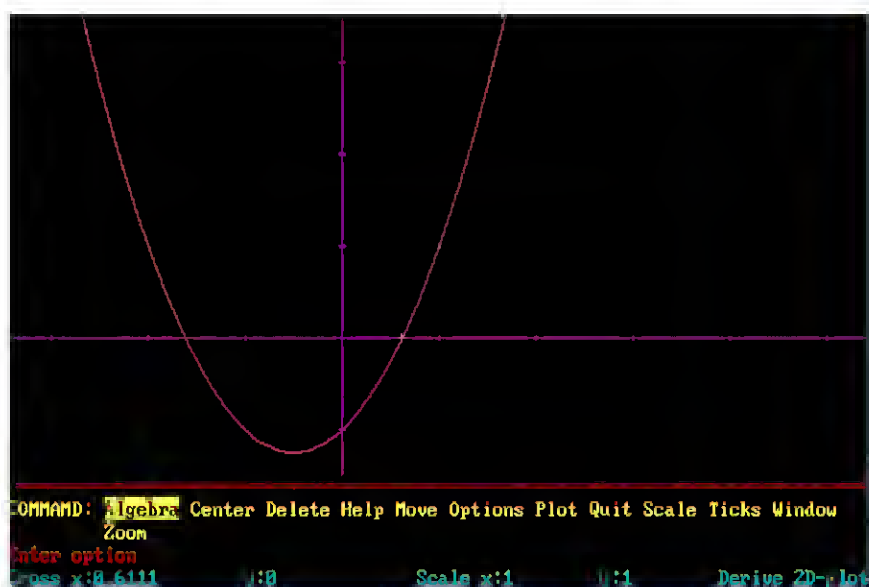 COMMAND: Algebra Center Delete Help Move Options Plot Quit Scale Ticks Window
Zoom
Enter option
Cross x:0.6111 y:0 Scale x:1 y:1 Derive 2D-plot